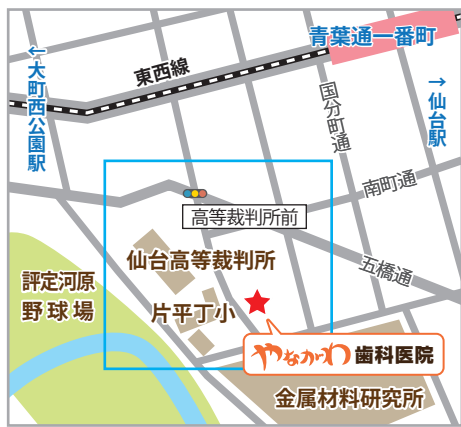 青葉通一番町
←大町西公園駅
東西線
→仙台駅
国分町通
南町通
高等裁判所前
五橋通
仙台高等裁判所
評定河原
野球場
片平丁小
やながわ歯科医院
金属材料研究所